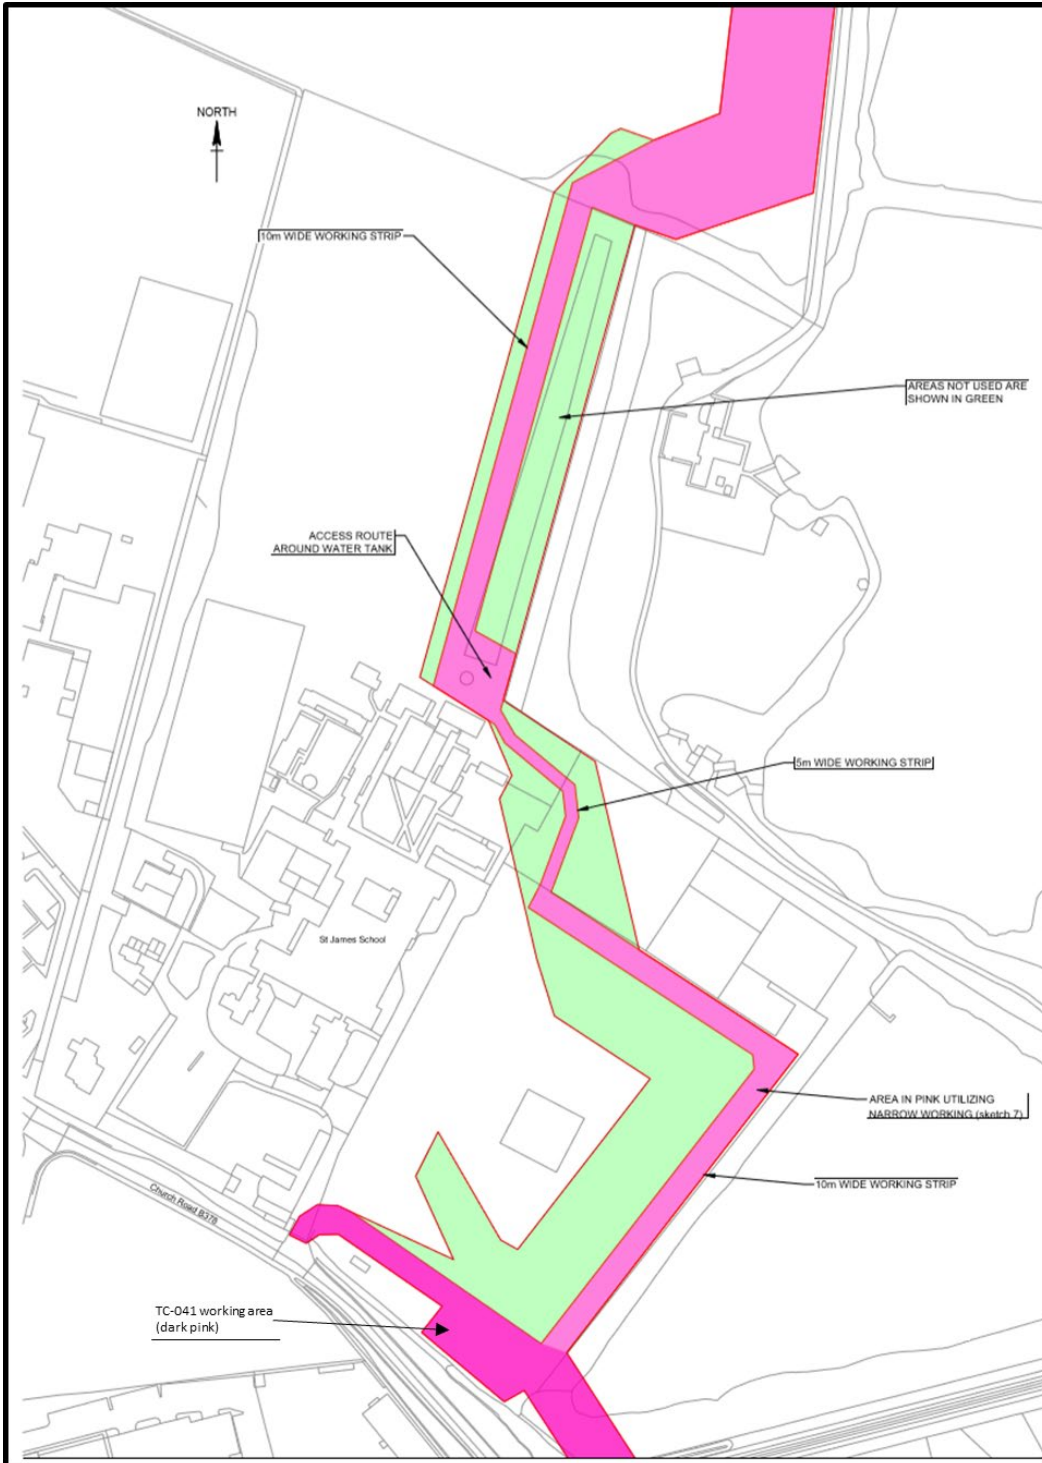 NORTH
10m WIDE WORKING STRIP
AREAS NOT USED ARE
SHOWN IN GREEN
ACCESS ROUTE
AROUND WATER TANK
5m WIDE WORKING STRIP
St James School
AREA IN PINK UTILIZING
NARROW WORKING (sketch 7)
10m WIDE WORKING STRIP
Church Road B378
TC-041 working area
(dark pink)